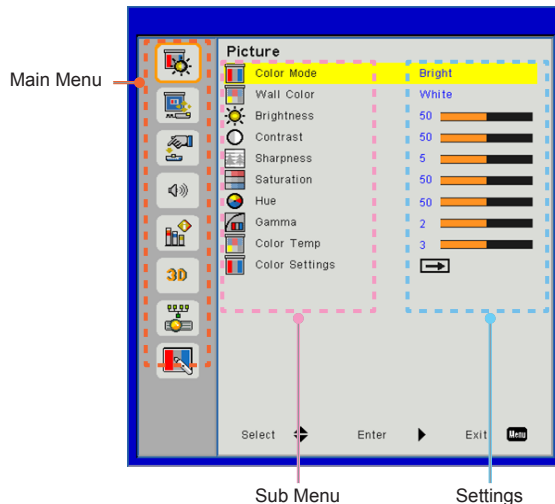 Picture
Main Menu
Color Mode Bright
Wall Color White
Brightness 50
Contrast 50
Sharpness 5
Saturation 50
Hue 50
Gamma 2
Color Temp 3
Color Settings
3D
Select Enter Exit Menu
Sub Menu Settings